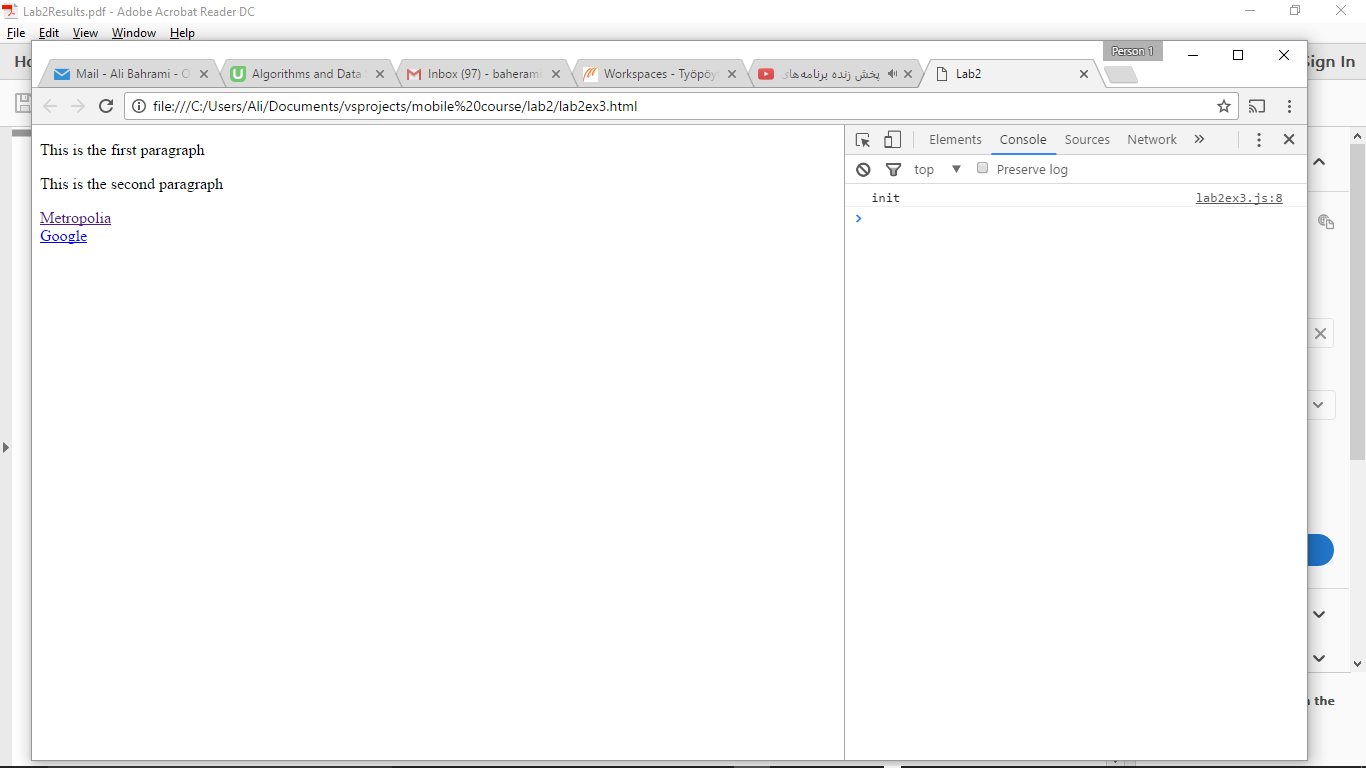 Lab2Results.pdf - Adobe Acrobat Reader DC
File Edit View Window Help
Person 1
Sign In
Mail - Ali Bahrami - O
Algorithms and Data
Inbox (97) - baherami
Workspaces - Työpöy
پخش زنده برنامه‌های
Lab2
file:///C:/Users/Ali/Documents/vsprojects/mobile%20course/lab2/lab2ex3.html
This is the first paragraph
This is the second paragraph
Metropolia
Google
Elements Console Sources Network »
top ▼ Preserve log
init lab2ex3.js:8
>
the